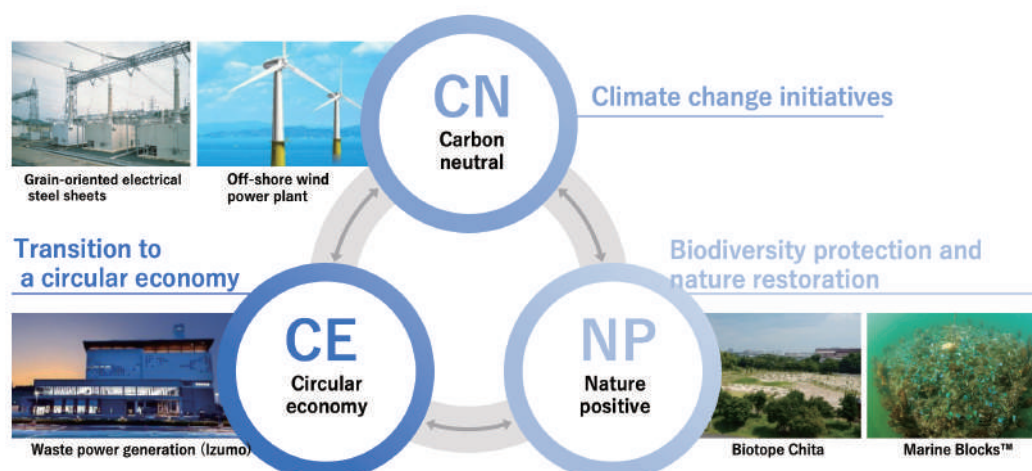 CN
Carbon
neutral
Climate change initiatives
Grain-oriented electrical
steel sheets
Off-shore wind
power plant
Transition to
a circular economy
Biodiversity protection and
nature restoration
CE
Circular
economy
NP
Nature
positive
Waste power generation (Izumo)
Biotope Chita
Marine Blocks™